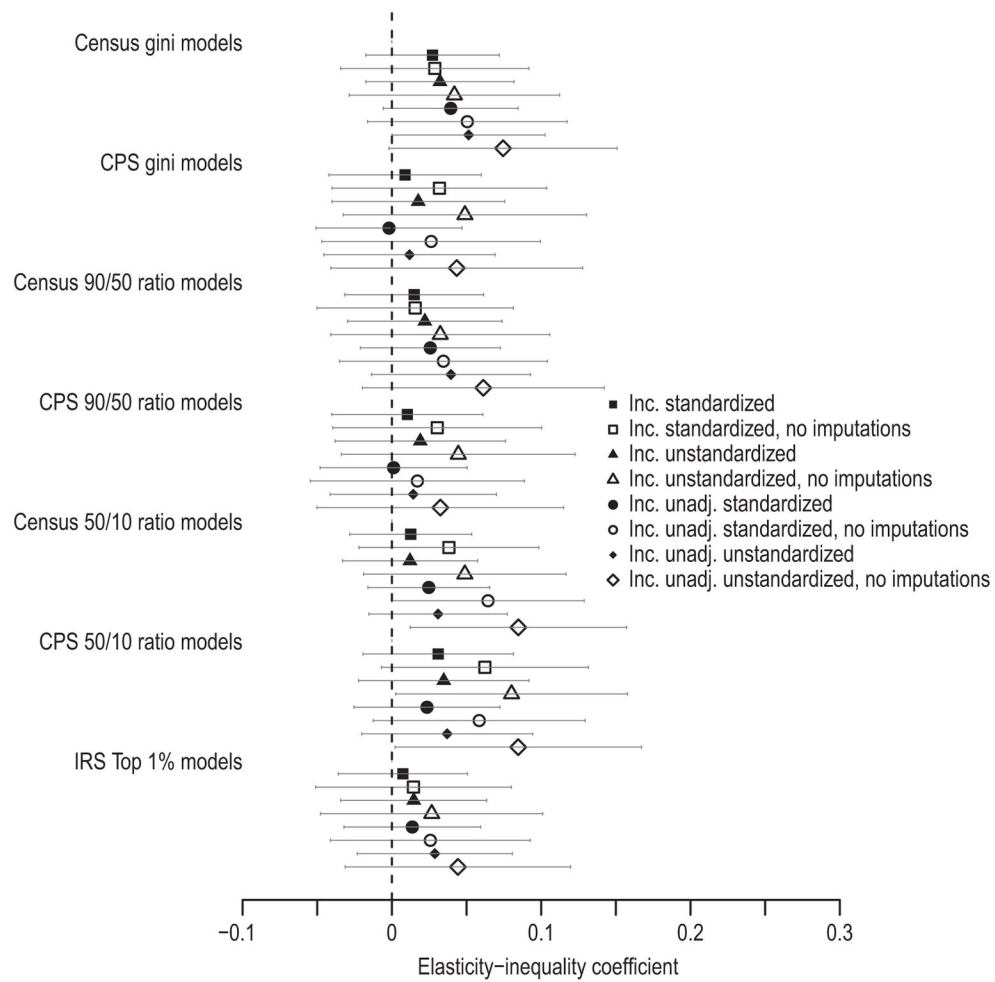 Census gini models
CPS gini models
Census 90/50 ratio models
CPS 90/50 ratio models
Census 50/10 ratio models
CPS 50/10 ratio models
IRS Top 1% models
Inc. standardized
Inc. standardized, no imputations
Inc. unstandardized
Inc. unstandardized, no imputations
Inc. unadj. standardized
Inc. unadj. standardized, no imputations
Inc. unadj. unstandardized
Inc. unadj. unstandardized, no imputations
−0.1 0 0.1 0.2 0.3
Elasticity−inequality coefficient